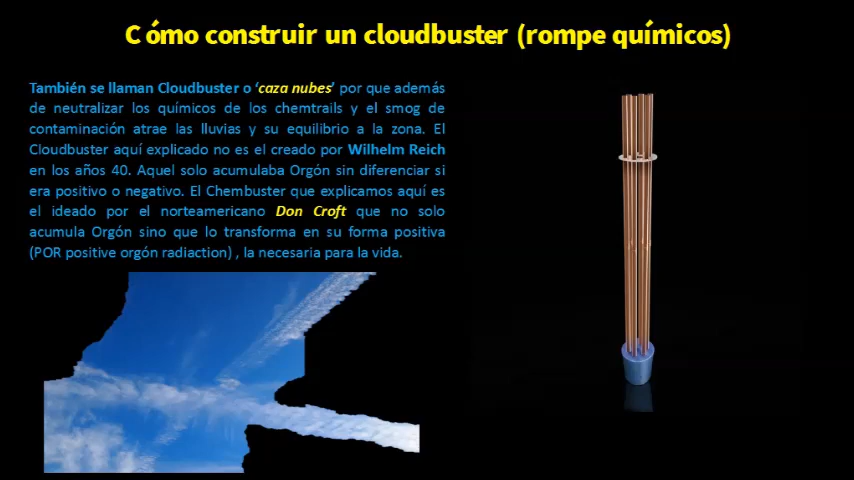 Cómo construir un cloudbuster (rompe químicos)
También se llaman Cloudbuster o ‘caza nubes’ por que además
de neutralizar los químicos de los chemtrails y el smog de
contaminación atrae las lluvias y su equilibrio a la zona. El
Cloudbuster aquí explicado no es el creado por Wilhelm Reich
en los años 40. Aquel solo acumulaba Orgón sin diferenciar si
era positivo o negativo. El Chembuster que explicamos aquí es
el ideado por el norteamericano Don Croft que no solo
acumula Orgón sino que lo transforma en su forma positiva
(POR positive orgón radiaction) , la necesaria para la vida.